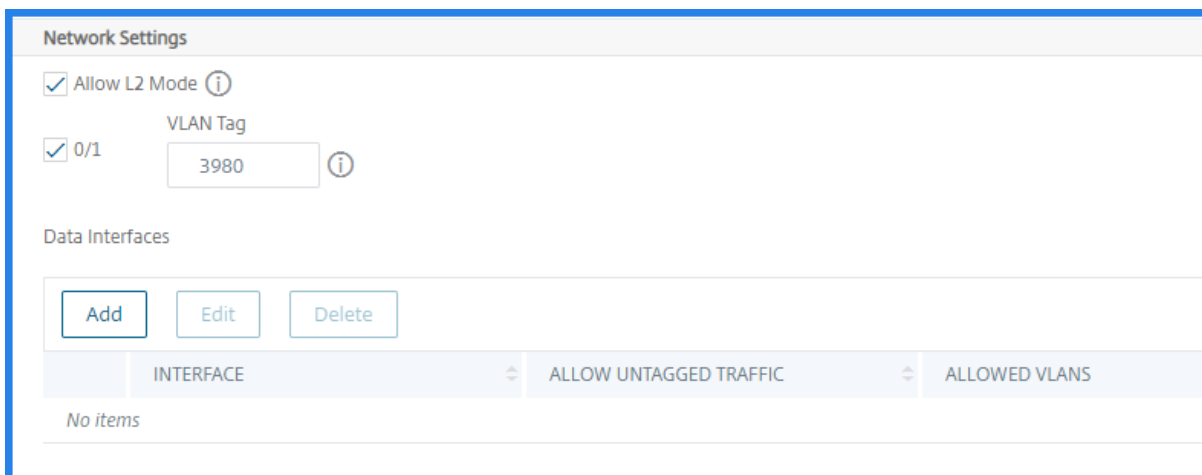 Network Settings
Allow L2 Mode
VLAN Tag
0/1
3980
Data Interfaces
Add Edit Delete
INTERFACE ALLOW UNTAGGED TRAFFIC ALLOWED VLANS
No items